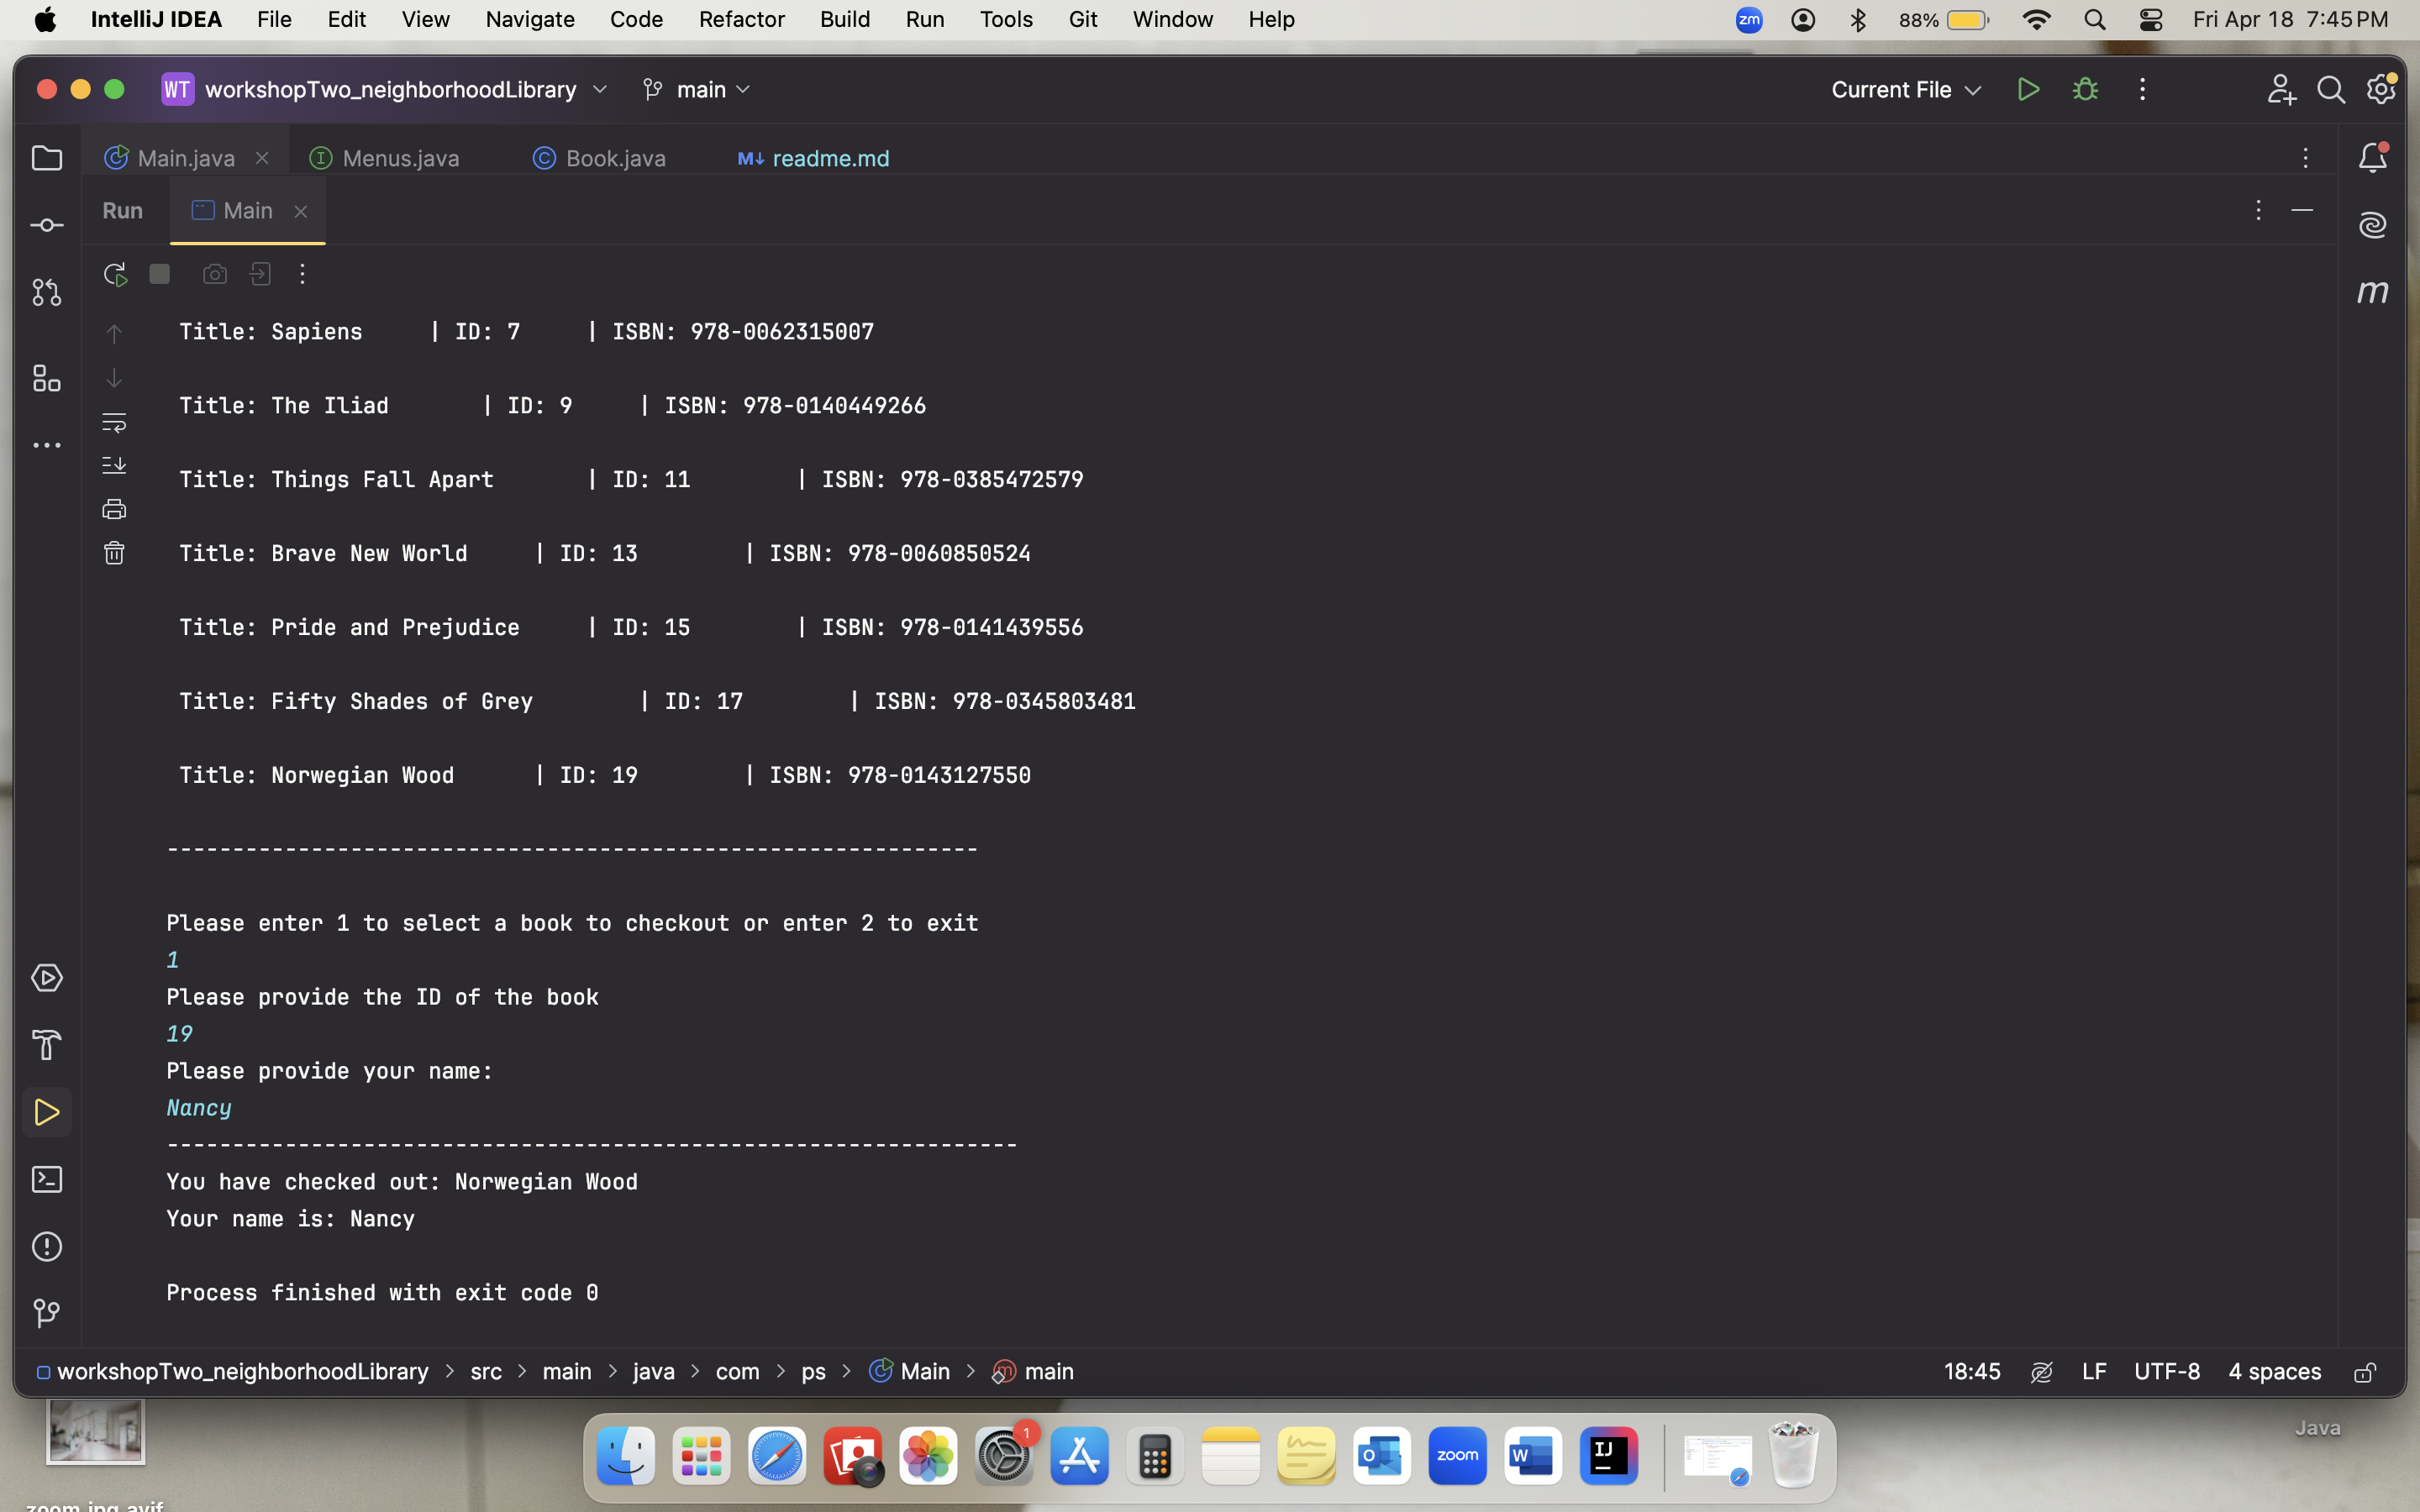 IntelliJ IDEA File Edit View Navigate Code Refactor Build Run Tools Git Window Help zm 88% Fri Apr 18 7:45 PM
WT workshopTwo_neighborhoodLibrary main Current File
Main.java Menus.java Book.java M↓ readme.md
Run Main
Title: Sapiens | ID: 7 | ISBN: 978-0062315007
Title: The Iliad | ID: 9 | ISBN: 978-0140449266
Title: Things Fall Apart | ID: 11 | ISBN: 978-0385472579
Title: Brave New World | ID: 13 | ISBN: 978-0060850524
Title: Pride and Prejudice | ID: 15 | ISBN: 978-0141439556
Title: Fifty Shades of Grey | ID: 17 | ISBN: 978-0345803481
Title: Norwegian Wood | ID: 19 | ISBN: 978-0143127550
--------------------------------------------------------------
Please enter 1 to select a book to checkout or enter 2 to exit
1
Please provide the ID of the book
19
Please provide your name:
Nancy
-----------------------------------------------------------------
You have checked out: Norwegian Wood
Your name is: Nancy
Process finished with exit code 0
workshopTwo_neighborhoodLibrary > src > main > java > com > ps > Main > main 18:45 LF UTF-8 4 spaces
Java
1
zoom
W
IJ
zoom.jpg.avif